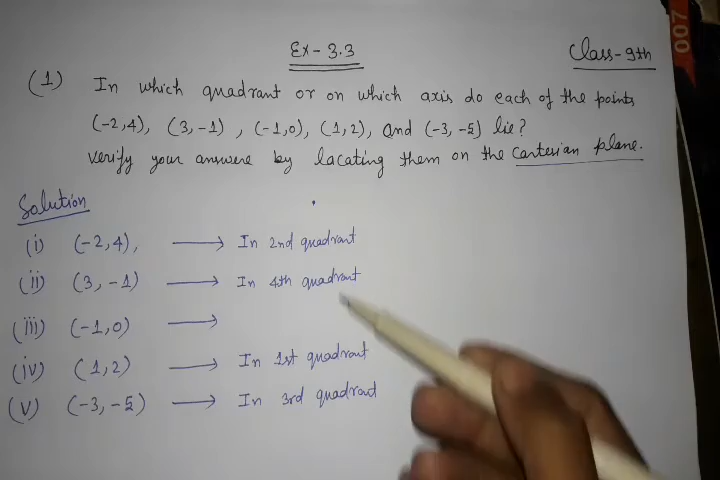 Ex - 3.3
Class - 9th
007
(1) In which quadrant or on which axis do each of the points
(-2,4), (3,-1), (-1,0), (1,2), and (-3,-5) lie?
verify your answere by lacating them on the Cartesian plane.
Solution
(i) (-2,4), → In 2nd quadrant
(ii) (3,-1) → In 4th quadrant
(iii) (-1,0) →
(iv) (1,2) → In 1st quadrant
(v) (-3,-5) → In 3rd quadrant